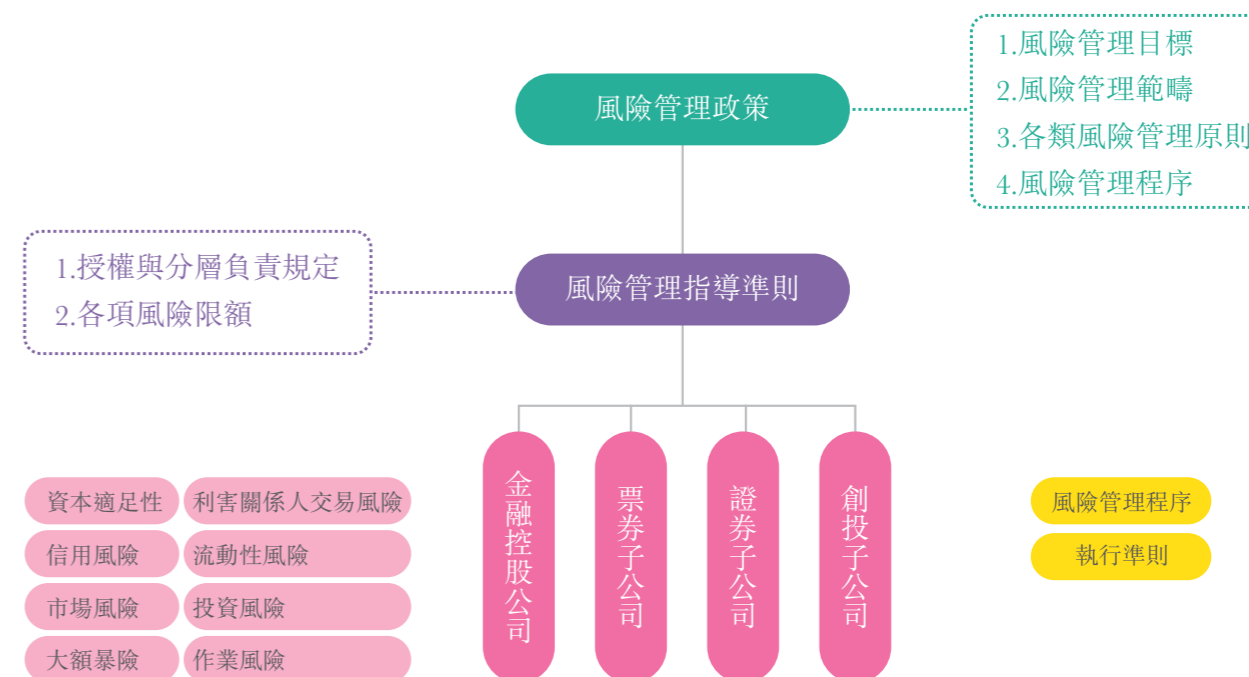 風險管理政策
1.風險管理目標
2.風險管理範疇
3.各類風險管理原則
4.風險管理程序
1.授權與分層負責規定
2.各項風險限額
風險管理指導準則
金融控股公司
票券子公司
證券子公司
創投子公司
資本適足性
利害關係人交易風險
信用風險
流動性風險
市場風險
投資風險
大額暴險
作業風險
風險管理程序
執行準則